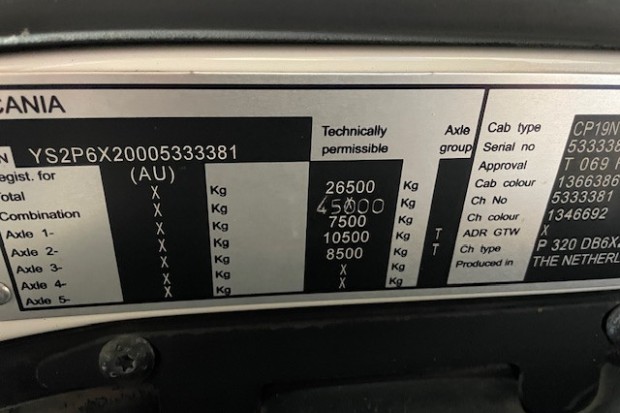 CANIA
N YS2P6X20005333381
Regist. for (AU) Technically permissible Axle group
Total X Kg 26500 Kg
Combination X Kg 45000 Kg
Axle 1- X Kg 7500 Kg
Axle 2- X Kg 10500 Kg T
Axle 3- X Kg 8500 Kg T
Axle 4- X Kg X Kg
Axle 5- X Kg X Kg
Cab type CP19N
Serial no 533338
Approval T 069
Cab colour 1366386
Ch No 5333381
Ch colour 1346692
ADR GTW X
Ch type P 320 DB6X2
Produced in THE NETHERL